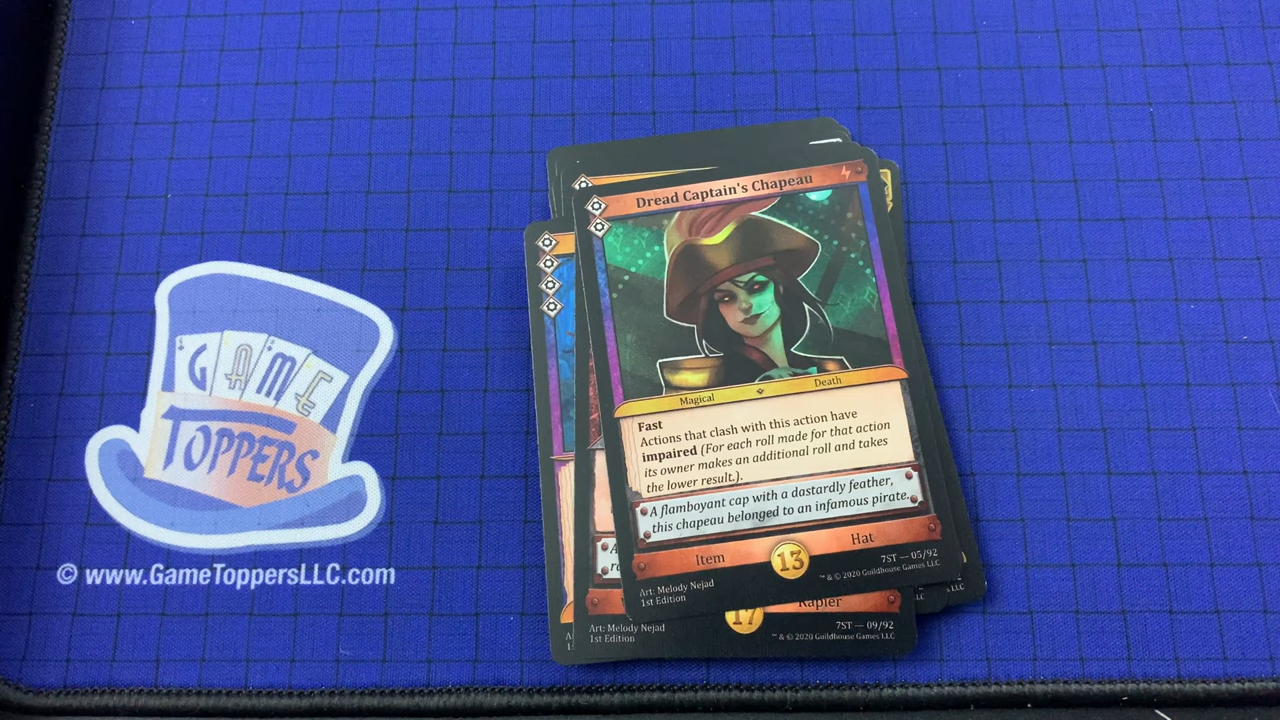 GAME
TOPPERS
© www.GameToppersLLC.com
Dread Captain's Chapeau
Magical
Death
Fast
Actions that clash with this action have
impaired (For each roll made for that action
its owner makes an additional roll and takes
the lower result.).
A flamboyant cap with a dastardly feather,
this chapeau belonged to an infamous pirate.
Item
13
Hat
Art: Melody Nejad
1st Edition
7ST — 05/92
™ & © 2020 Guildhouse Games LLC
17
Rapier
Art: Melody Nejad
1st Edition
7ST — 09/92
™ & © 2020 Guildhouse Games LLC